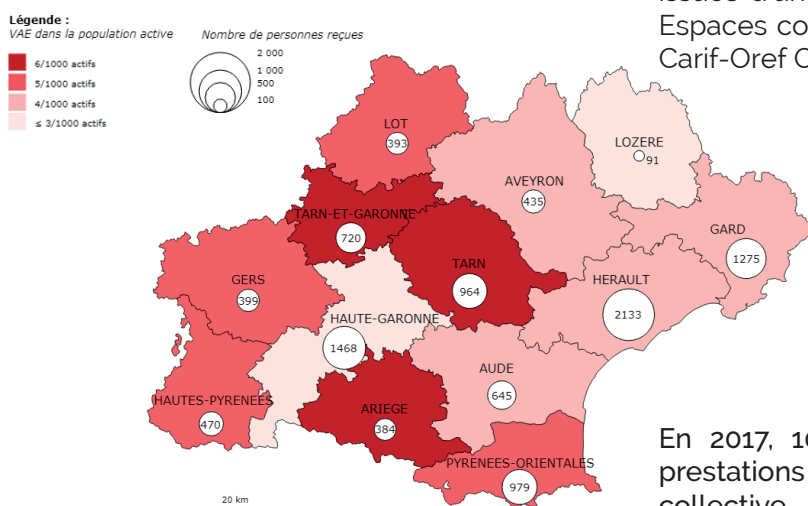 Légende :
VAE dans la population active
6/1000 actifs
5/1000 actifs
4/1000 actifs
≤ 3/1000 actifs
Nombre de personnes reçues
2 000
1 000
500
100
Espaces co
Carif-Oref O
LOT
393
LOZERE
91
AVEYRON
435
TARN-ET-GARONNE
720
GARD
1275
TARN
964
GERS
399
HERAULT
2133
HAUTE-GARONNE
1468
AUDE
645
HAUTES-PYRENEES
470
ARIEGE
384
PYRENEES-ORIENTALES
979
20 km
En 2017, 10
prestations
collective